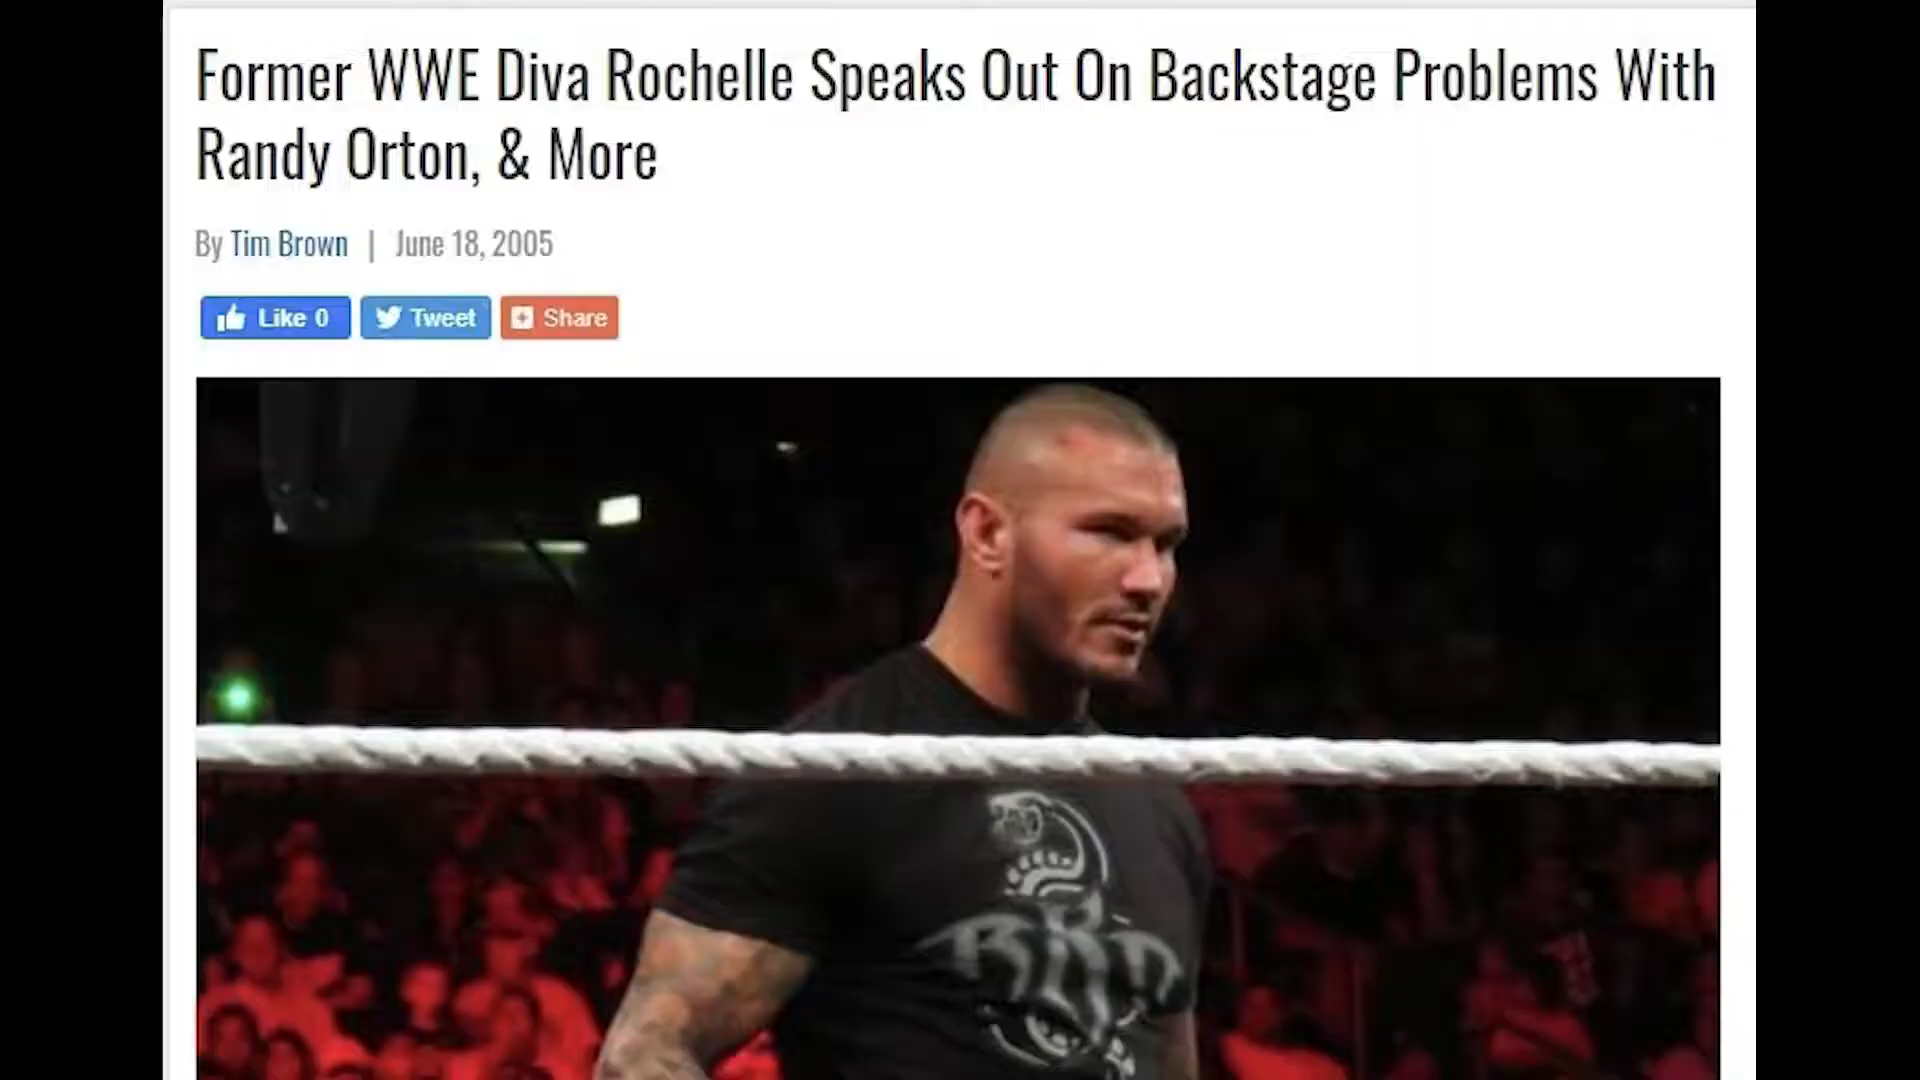 Former WWE Diva Rochelle Speaks Out On Backstage Problems With
Randy Orton, & More
By Tim Brown | June 18, 2005
Like 0 Tweet Share